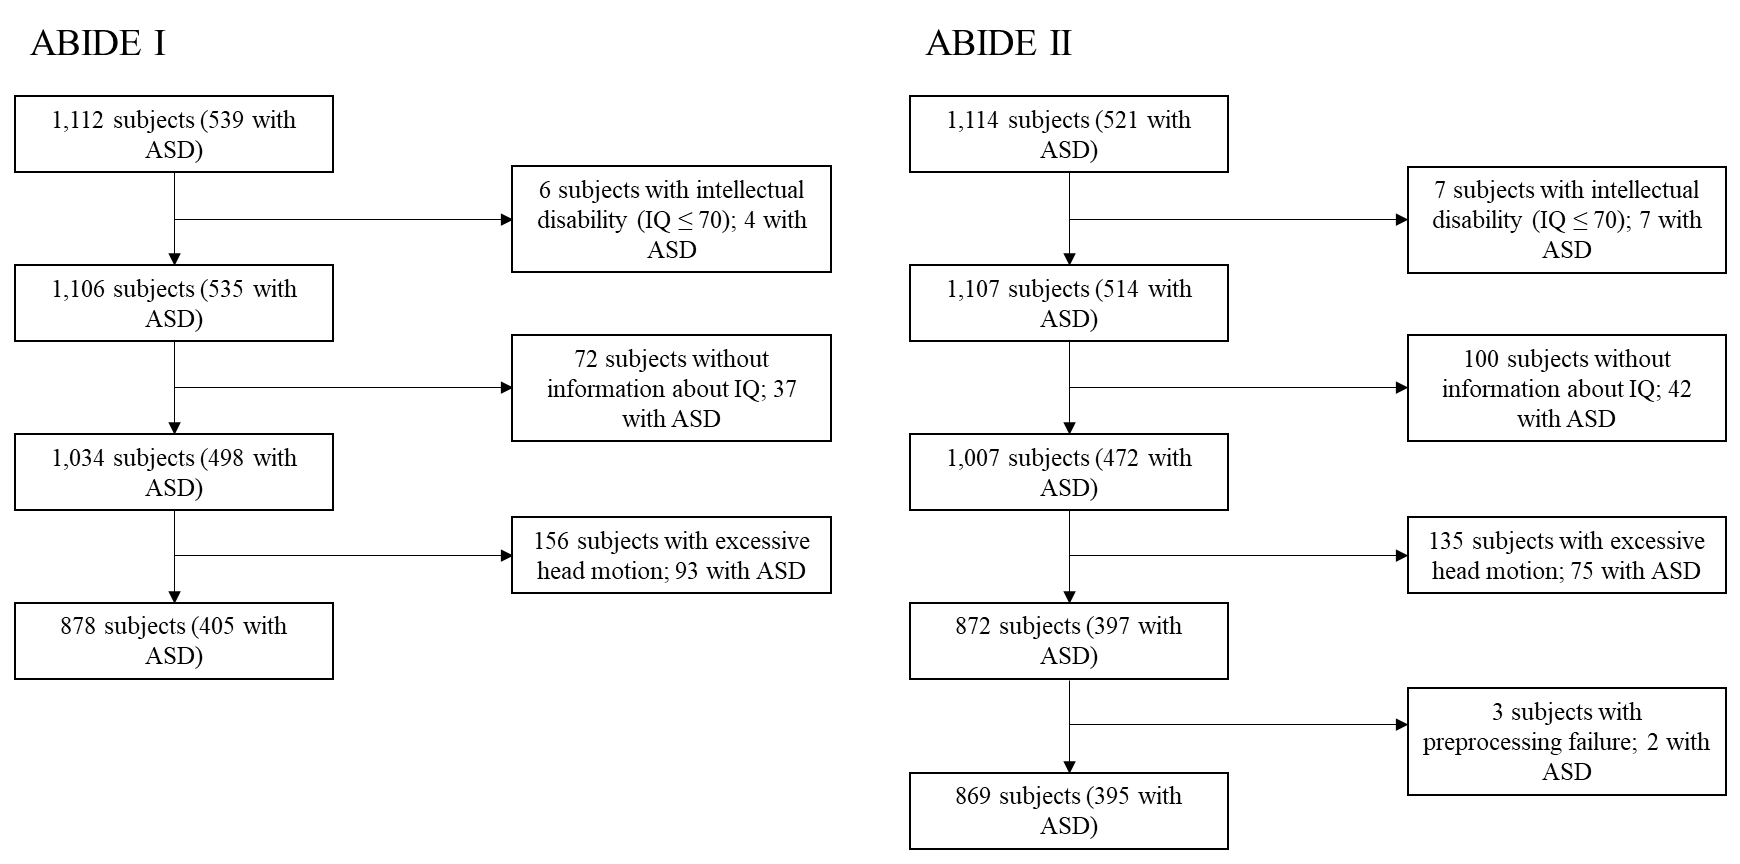 ABIDE I
1,112 subjects (539 with
ASD)
6 subjects with intellectual
disability (IQ ≤ 70); 4 with
ASD
1,106 subjects (535 with
ASD)
72 subjects without
information about IQ; 37
with ASD
1,034 subjects (498 with
ASD)
156 subjects with excessive
head motion; 93 with ASD
878 subjects (405 with
ASD)
ABIDE II
1,114 subjects (521 with
ASD)
7 subjects with intellectual
disability (IQ ≤ 70); 7 with
ASD
1,107 subjects (514 with
ASD)
100 subjects without
information about IQ; 42
with ASD
1,007 subjects (472 with
ASD)
135 subjects with excessive
head motion; 75 with ASD
872 subjects (397 with
ASD)
3 subjects with
preprocessing failure; 2 with
ASD
869 subjects (395 with
ASD)